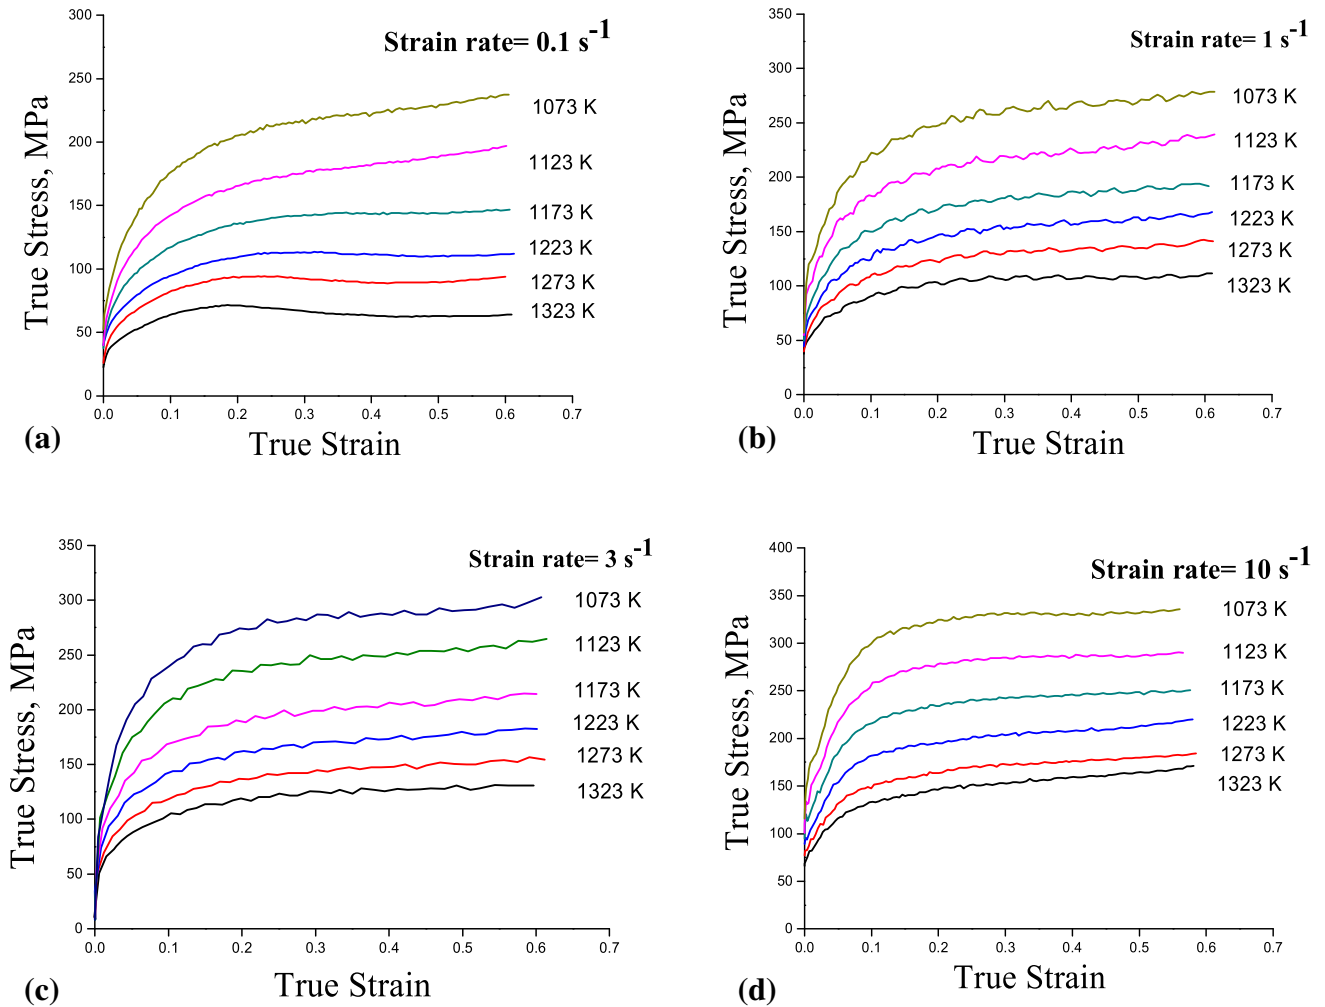 Strain rate= 0.1 s-1
True Stress, MPa
300
250
200
150
100
50
0
1073 K
1123 K
1173 K
1223 K
1273 K
1323 K
0.0 0.1 0.2 0.3 0.4 0.5 0.6 0.7
True Strain
(a)
Strain rate= 1 s-1
True Stress, MPa
350
300
250
200
150
100
50
0
1073 K
1123 K
1173 K
1223 K
1273 K
1323 K
0.0 0.1 0.2 0.3 0.4 0.5 0.6 0.7
True Strain
(b)
Strain rate= 3 s-1
True Stress, MPa
350
300
250
200
150
100
50
0
1073 K
1123 K
1173 K
1223 K
1273 K
1323 K
0.0 0.1 0.2 0.3 0.4 0.5 0.6 0.7
True Strain
(c)
Strain rate= 10 s-1
True Stress, MPa
400
350
300
250
200
150
100
50
0
1073 K
1123 K
1173 K
1223 K
1273 K
1323 K
0.0 0.1 0.2 0.3 0.4 0.5 0.6 0.7
True Strain
(d)